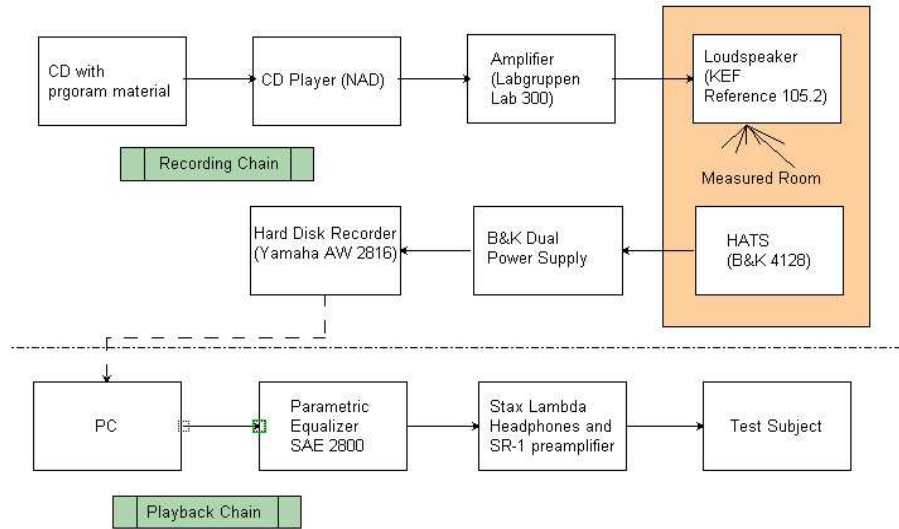 CD with
prgoram material
CD Player (NAD)
Amplifier
(Labgruppen
Lab 300)
Loudspeaker
(KEF
Reference 105.2)
Recording Chain
Measured Room
Hard Disk Recorder
(Yamaha AW 2816)
B&K Dual
Power Supply
HATS
(B&K 4128)
PC
Parametric
Equalizer
SAE 2800
Stax Lambda
Headphones and
SR-1 preamplifier
Test Subject
Playback Chain